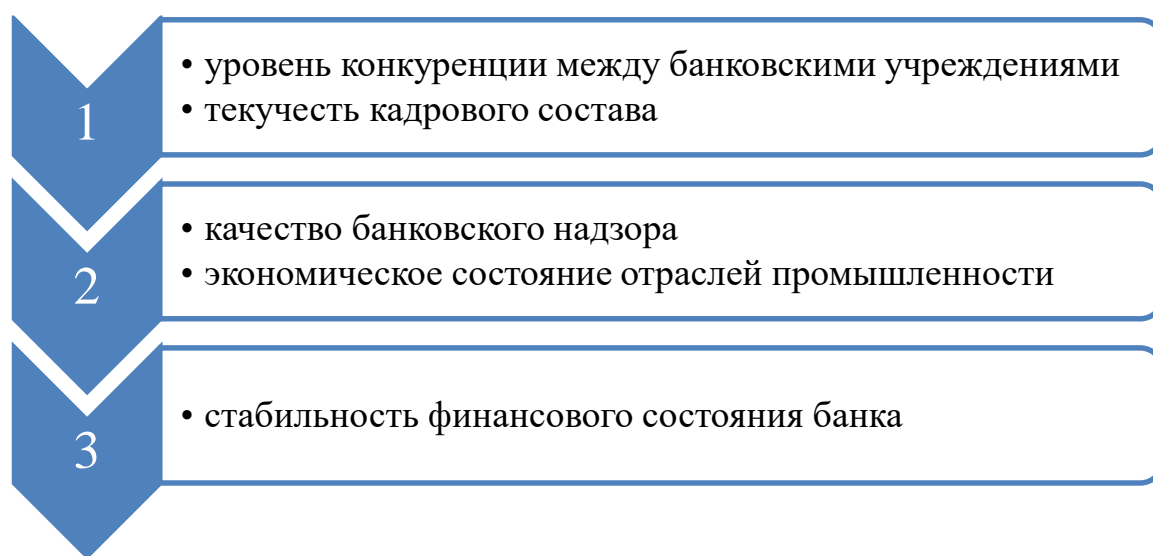 1
• уровень конкуренции между банковскими учреждениями
• текучесть кадрового состава
2
• качество банковского надзора
• экономическое состояние отраслей промышленности
3
• стабильность финансового состояния банка